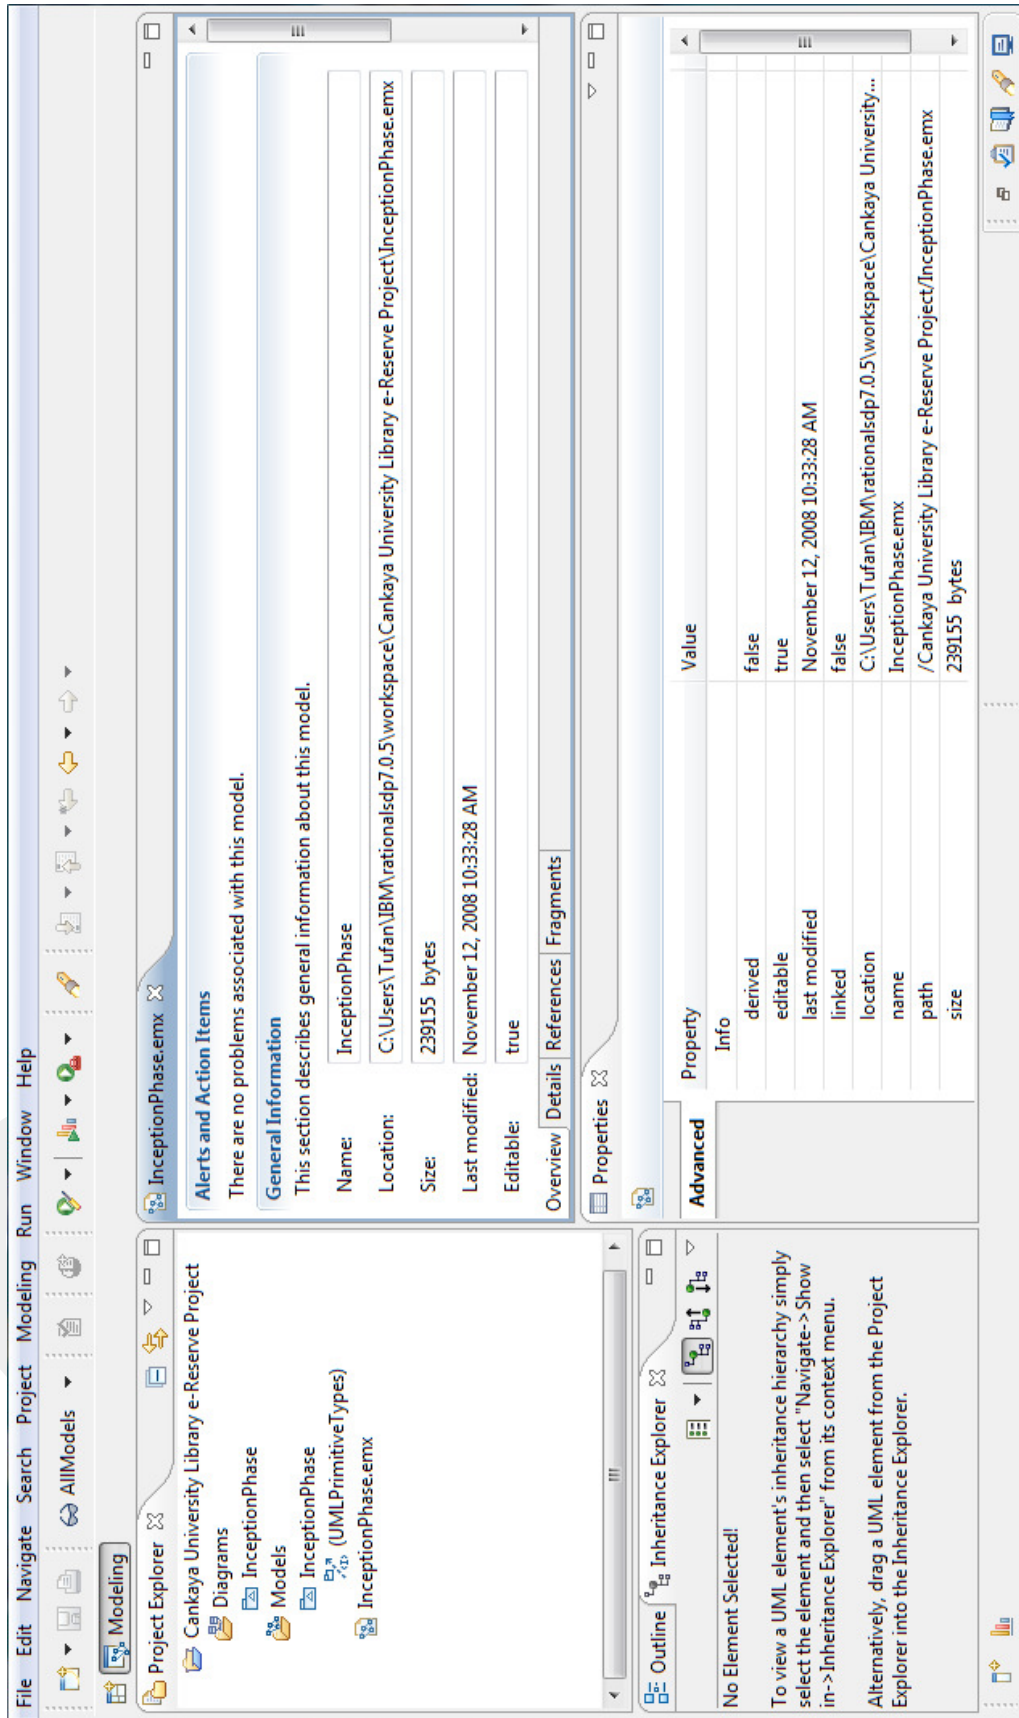 File Edit Navigate Search Project Modeling Run Window Help
AllModels
Modeling
Project Explorer
Cankaya University Library e-Reserve Project
Diagrams
InceptionPhase
Models
InceptionPhase
(UMLPrimitiveTypes)
InceptionPhase.emx
Outline Inheritance Explorer
No Element Selected!
To view a UML element's inheritance hierarchy simply
select the element and then select "Navigate->Show
in->Inheritance Explorer" from its context menu.
Alternatively, drag a UML element from the Project
Explorer into the Inheritance Explorer.
InceptionPhase.emx
Alerts and Action Items
There are no problems associated with this model.
General Information
This section describes general information about this model.
Name: InceptionPhase
Location: C:\Users\Tufan\IBM\rationalsdp7.0.5\workspace\Cankaya University Library e-Reserve Project\InceptionPhase.emx
Size: 239155 bytes
Last modified: November 12, 2008 10:33:28 AM
Editable: true
Overview Details References Fragments
Properties
Advanced
Property Value
Info
derived false
editable true
last modified November 12, 2008 10:33:28 AM
linked false
location C:\Users\Tufan\IBM\rationalsdp7.0.5\workspace\Cankaya University...
name InceptionPhase.emx
path /Cankaya University Library e-Reserve Project/InceptionPhase.emx
size 239155 bytes